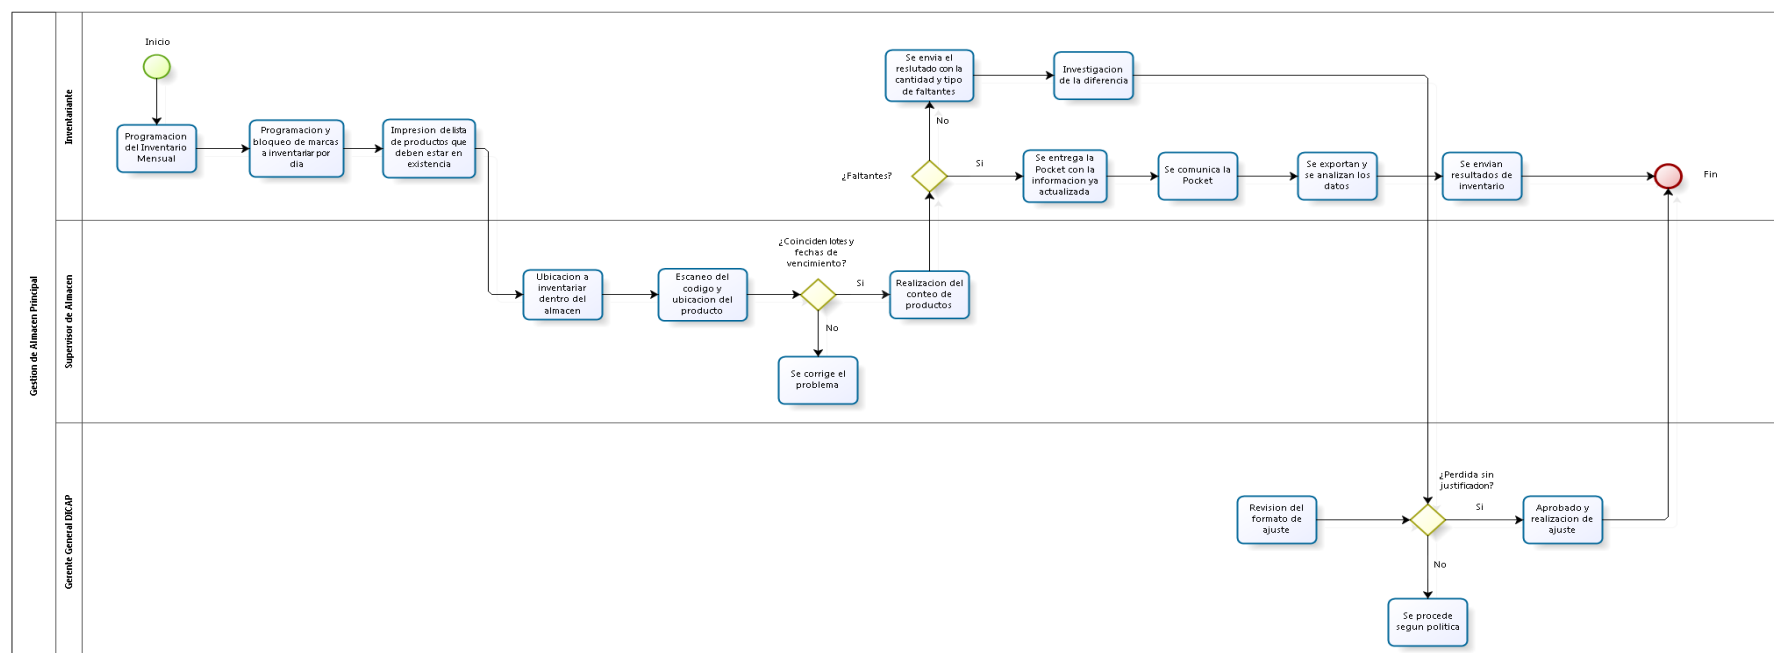 Gestion de Almacen Principal
Inventariante
Inicio
Programacion
del Inventario
Mensual
Programacion y
bloqueo de marcas
a inventariar por
dia
Impresion de lista
de productos que
deben estar en
existencia
Se envia el
reslutado con la
cantidad y tipo
de faltantes
Investigacion
de la diferencia
No
¿Faltantes?
Si
Se entrega la
Pocket con la
informacion ya
actualizada
Se comunica la
Pocket
Se exportan y
se analizan los
datos
Se envian
resultados de
inventario
Fin
Supervisor de Almacen
Ubicacion a
inventariar
dentro del
almacen
Escaneo del
codigo y
ubicacion del
producto
¿Coinciden lotes y
fechas de
vencimiento?
Si
No
Realizacion del
conteo de
productos
Se corrige el
problema
Gerente General DICAP
Revision del
formato de
ajuste
¿Perdida sin
justificacion?
Si
No
Aprobado y
realizacion de
ajuste
Se procede
segun politica